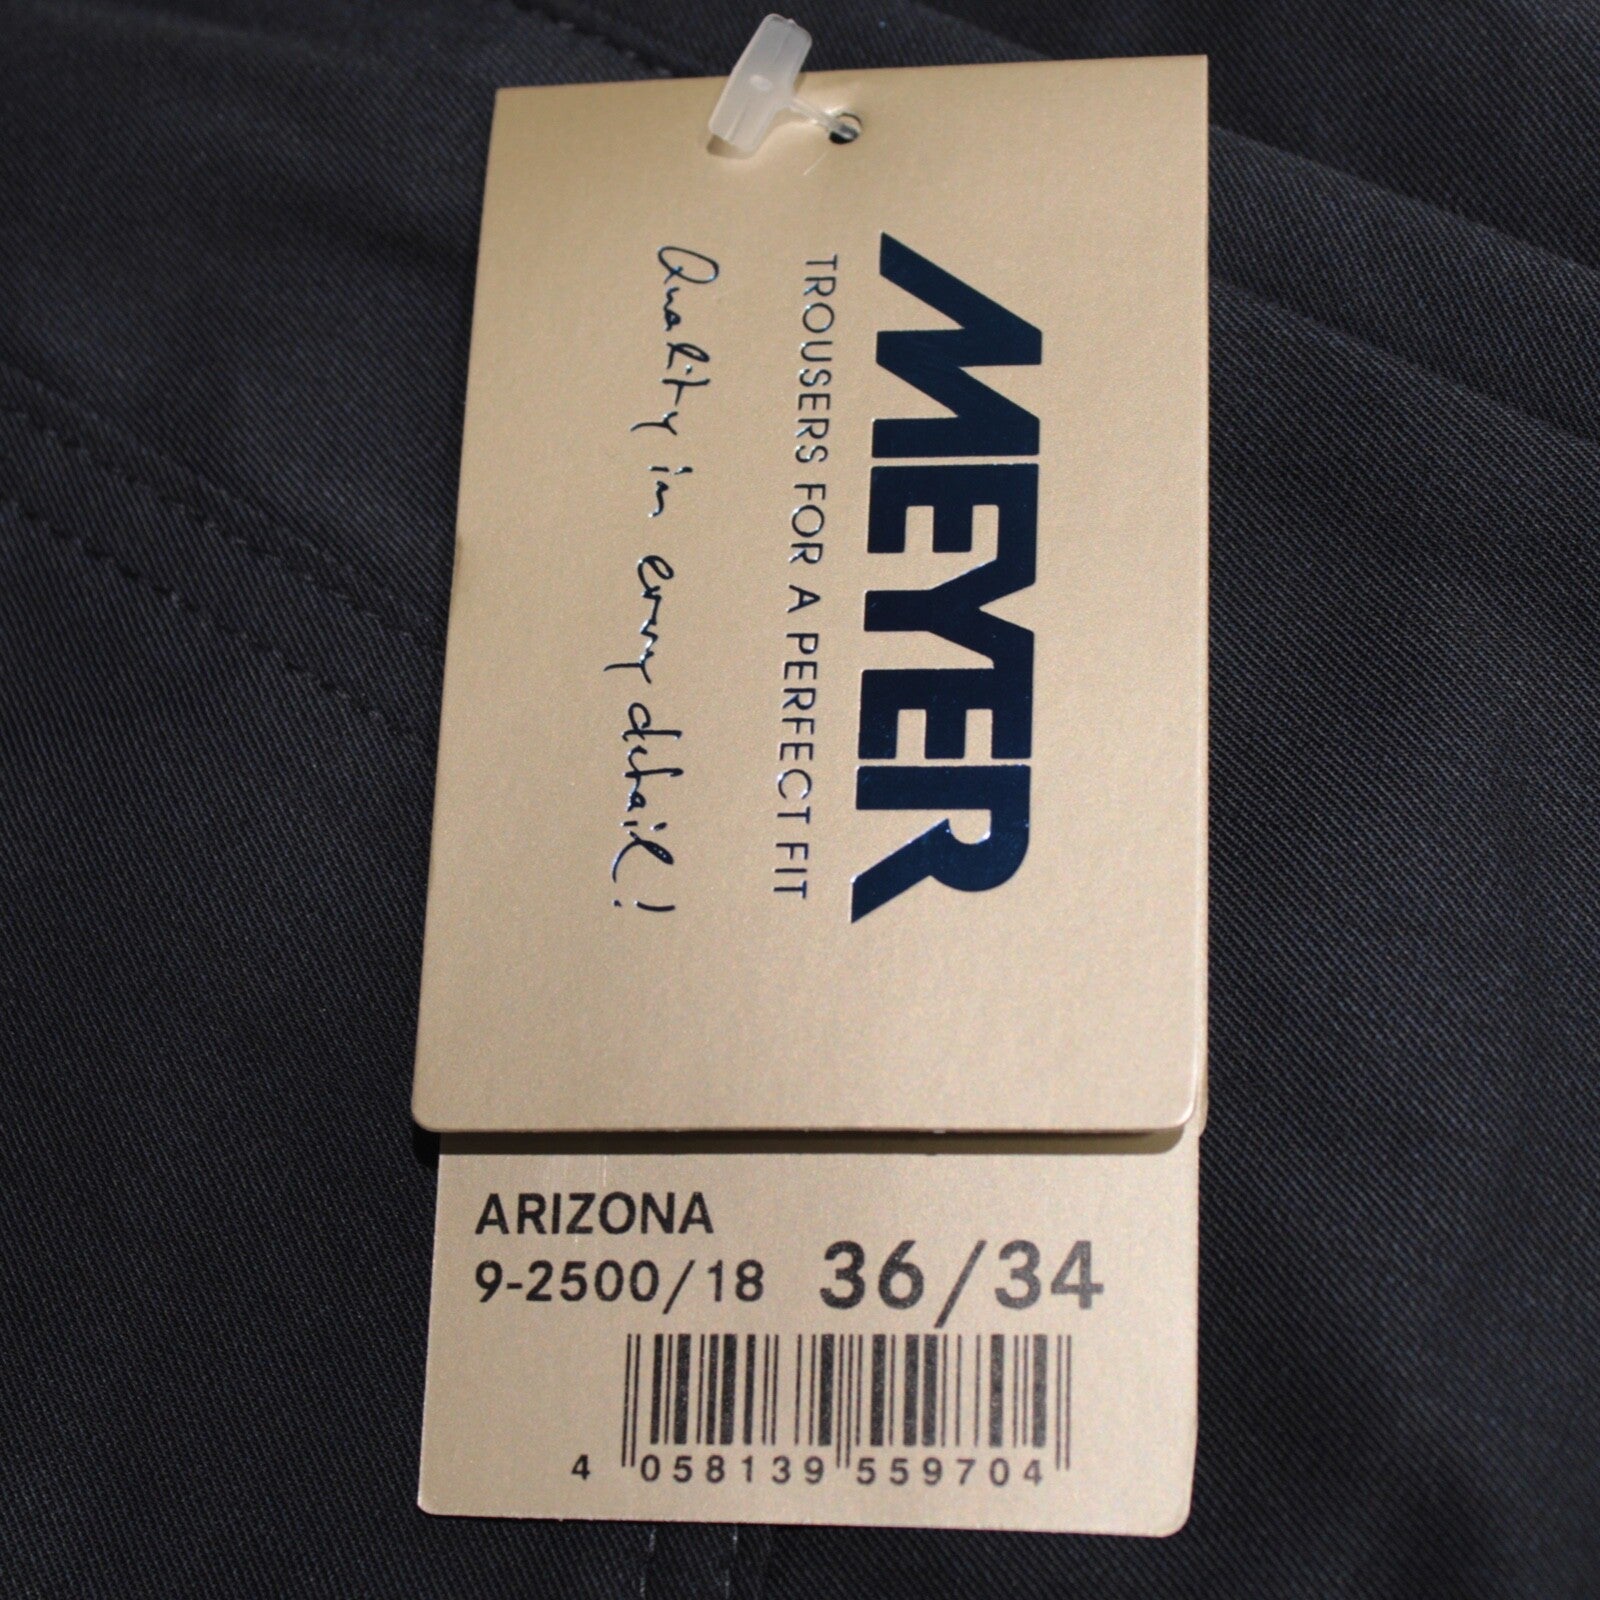 MEYER
TROUSERS FOR A PERFECT FIT
Quality in every detail!
ARIZONA
9-2500/18 36/34
4 058139 559704